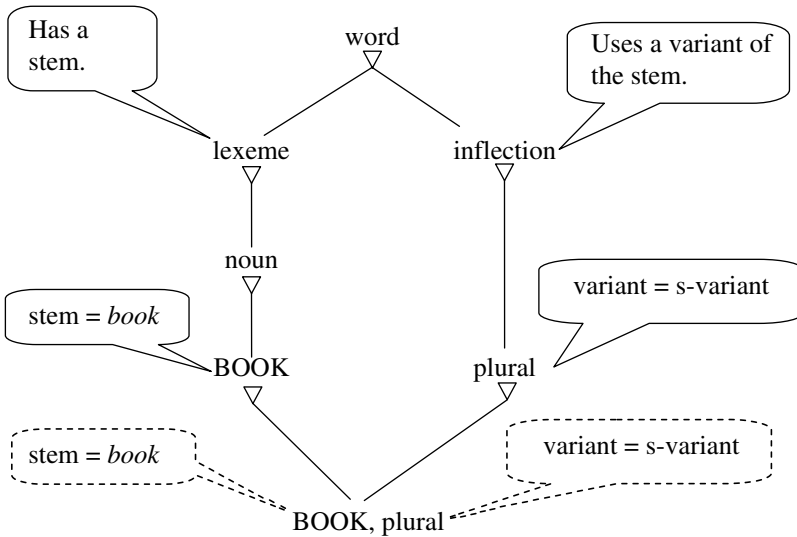 Has a
stem.
word
Uses a variant of
the stem.
lexeme
inflection
noun
stem = book
variant = s-variant
BOOK
plural
stem = book
variant = s-variant
BOOK, plural